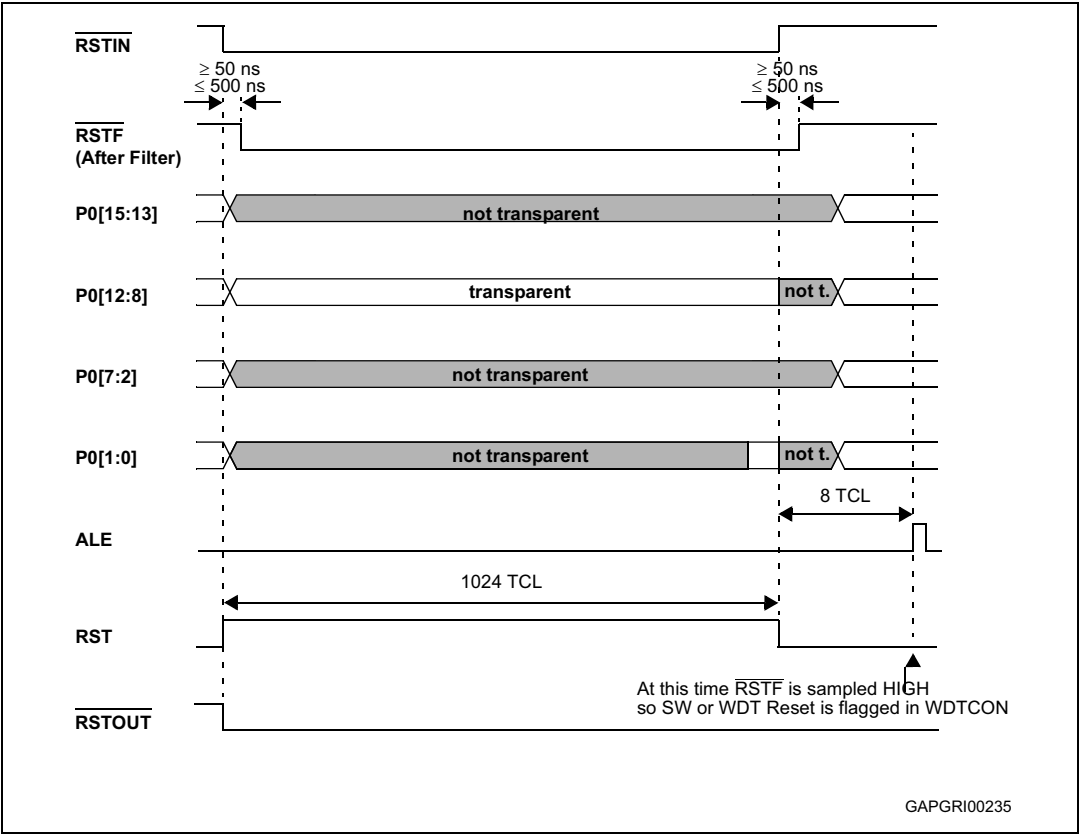 RSTIN
≥ 50 ns
≤ 500 ns
≥ 50 ns
≤ 500 ns
RSTF
(After Filter)
P0[15:13]
not transparent
P0[12:8]
transparent
not t.
P0[7:2]
not transparent
P0[1:0]
not transparent
not t.
8 TCL
ALE
1024 TCL
RST
At this time RSTF is sampled HIGH
so SW or WDT Reset is flagged in WDTCON
RSTOUT
GAPGRI00235